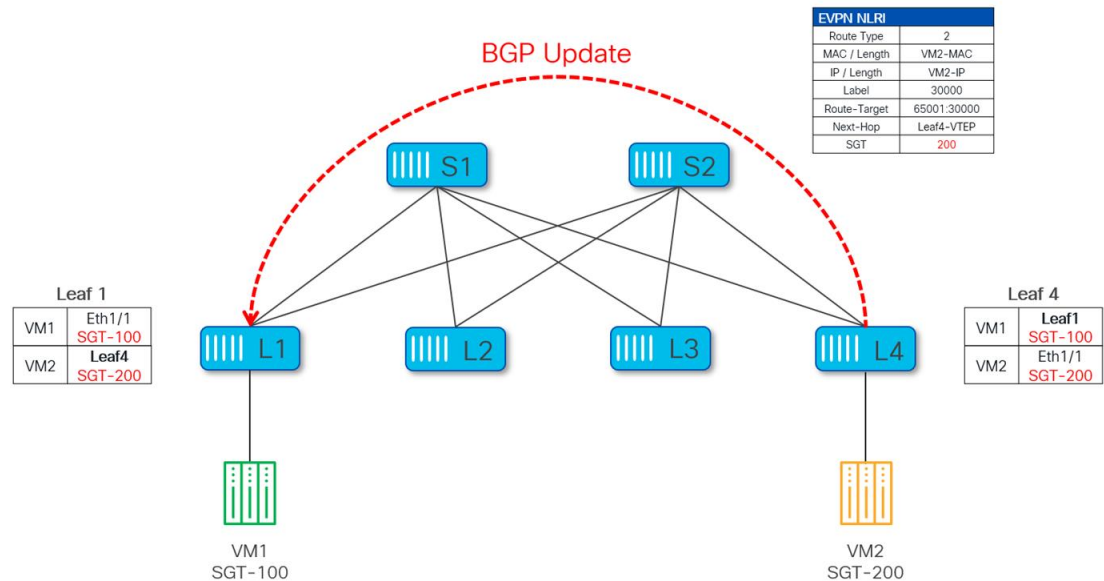 EVPN NLRI
Route Type 2
MAC / Length VM2-MAC
IP / Length VM2-IP
Label 30000
Route-Target 65001:30000
Next-Hop Leaf4-VTEP
SGT 200
BGP Update
S1 S2
Leaf 1
VM1 Eth1/1
SGT-100
VM2 Leaf4
SGT-200
L1 L2 L3 L4
Leaf 4
VM1 Leaf1
SGT-100
VM2 Eth1/1
SGT-200
VM1
SGT-100
VM2
SGT-200